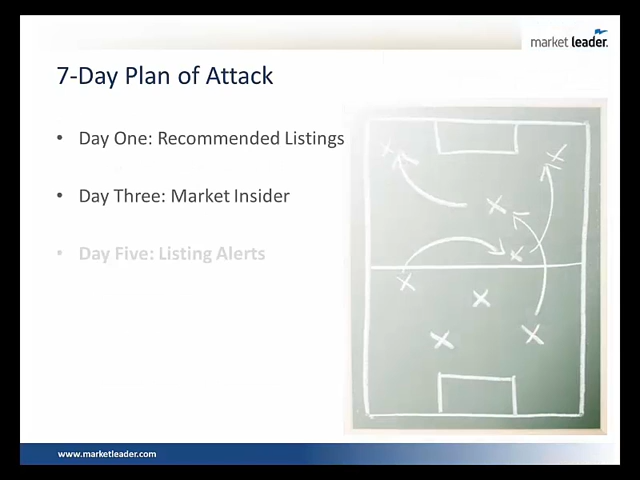 market leader.
7-Day Plan of Attack
• Day One: Recommended Listings
• Day Three: Market Insider
• Day Five: Listing Alerts
www.marketleader.com